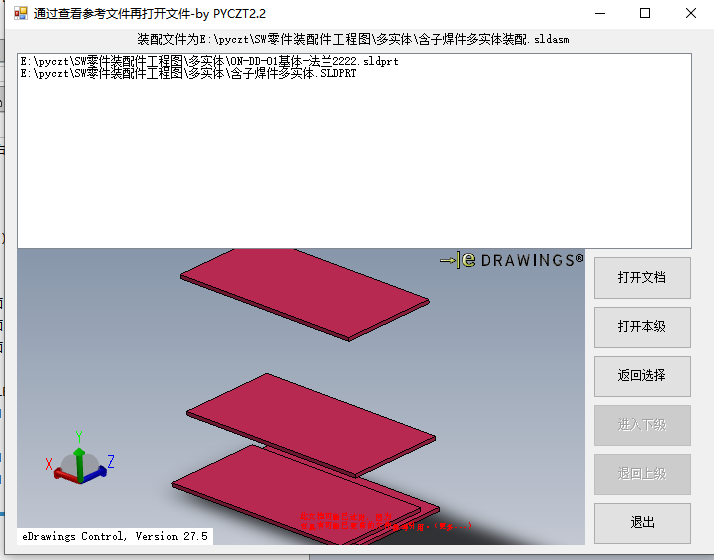 通过查看参考文件再打开文件-by PYCZT2.2
装配文件为E:\pyczt\SW零件装配件工程图\多实体\含子焊件多实体装配.sldasm
E:\pyczt\SW零件装配件工程图\多实体\ON-DD-01基体-法兰2222.sldprt
E:\pyczt\SW零件装配件工程图\多实体\含子焊件多实体.SLDPRT
e DRAWINGS®
打开文档
打开本级
返回选择
进入下级
退回上级
退出
Y
X
Z
eDrawings Control, Version 27.5